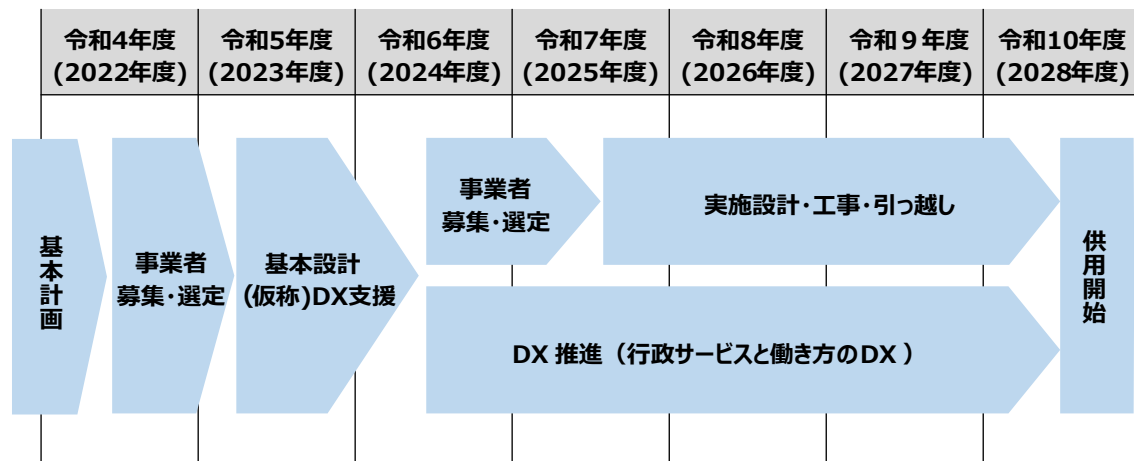 令和4年度
(2022年度)
令和5年度
(2023年度)
令和6年度
(2024年度)
令和7年度
(2025年度)
令和8年度
(2026年度)
令和９年度
(2027年度)
令和10年度
(2028年度)
基本計画
事業者
募集・選定
基本設計
(仮称)DX支援
事業者
募集・選定
実施設計・工事・引っ越し
DX 推進（行政サービスと働き方のDX ）
供用開始